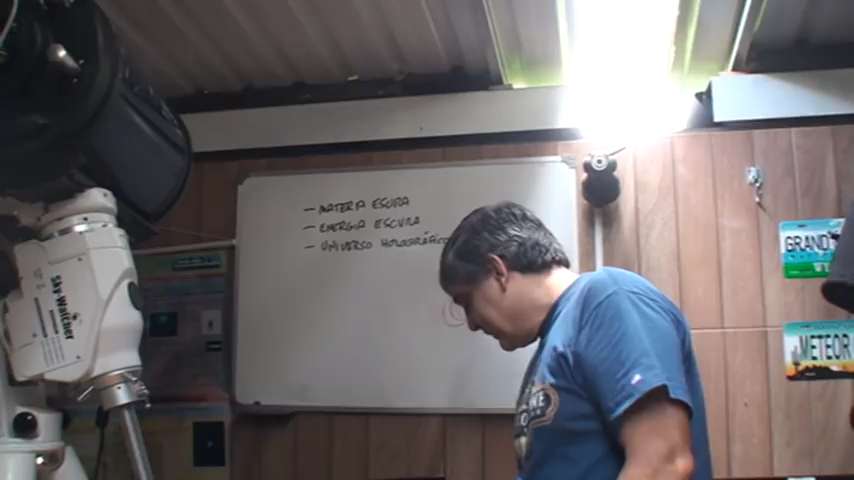 - MATERIA ESCURA
- ENERGIA ESCURA
- UNIVERSO HOLOGRÁFICO
Sky-Watcher
GRAND
METEOR